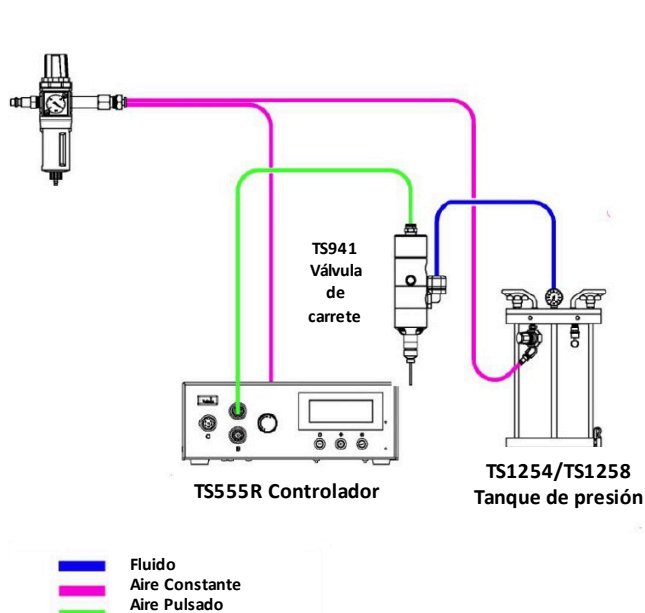 TS941
Válvula
de
carrete
C
B
TS555R Controlador
TS1254/TS1258
Tanque de presión
Fluido
Aire Constante
Aire Pulsado